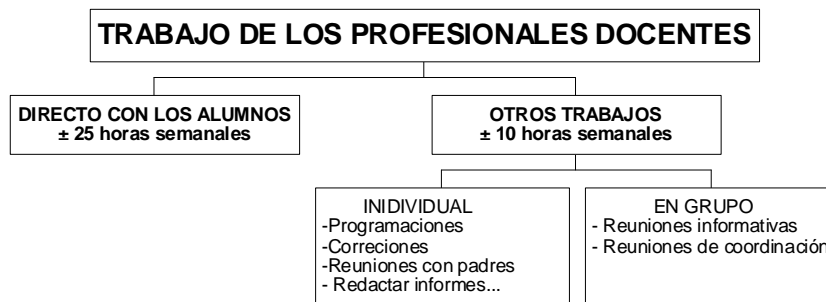 TRABAJO DE LOS PROFESIONALES DOCENTES
DIRECTO CON LOS ALUMNOS
± 25 horas semanales
OTROS TRABAJOS
± 10 horas semanales
INIDIVIDUAL
-Programaciones
-Correciones
-Reuniones con padres
- Redactar informes...
EN GRUPO
- Reuniones informativas
- Reuniones de coordinación